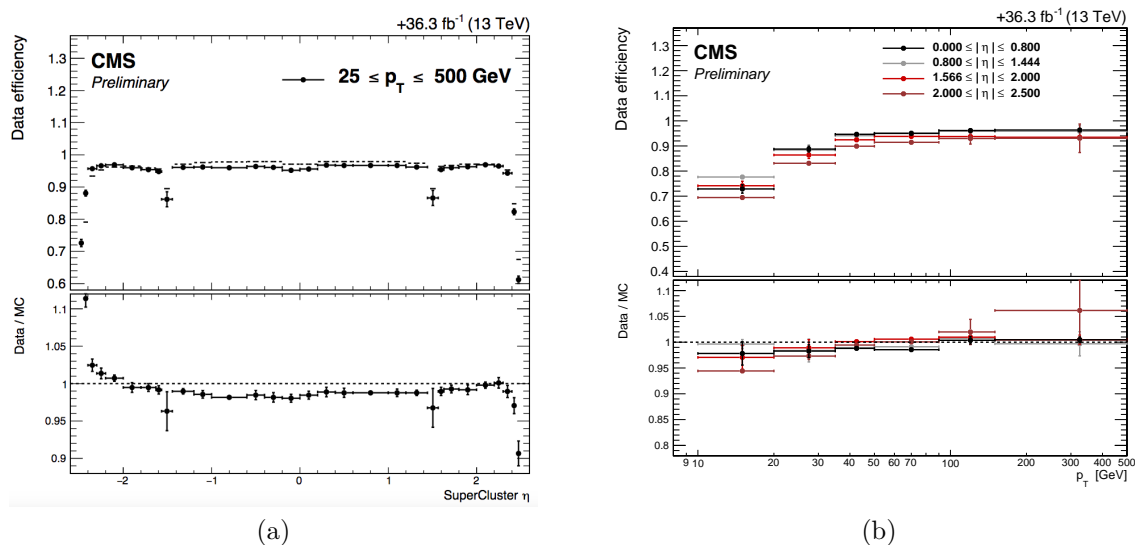 +36.3 fb⁻¹ (13 TeV)
CMS
Preliminary
25 ≤ p_T ≤ 500 GeV
Data efficiency
1.3
1.2
1.1
1
0.9
0.8
0.7
0.6
Data / MC
1.1
1.05
1
0.95
0.9
−2 −1 0 1 2
SuperCluster η
(a)
+36.3 fb⁻¹ (13 TeV)
CMS
Preliminary
0.000 ≤ | η | ≤ 0.800
0.800 ≤ | η | ≤ 1.444
1.566 ≤ | η | ≤ 2.000
2.000 ≤ | η | ≤ 2.500
Data efficiency
1.3
1.2
1.1
1
0.9
0.8
0.7
0.6
0.5
0.4
Data / MC
1.1
1.05
1
0.95
0.9
0.85
0.8
9 10 20 30 40 50 60 70 100 200 300 400 500
p_T [GeV]
(b)